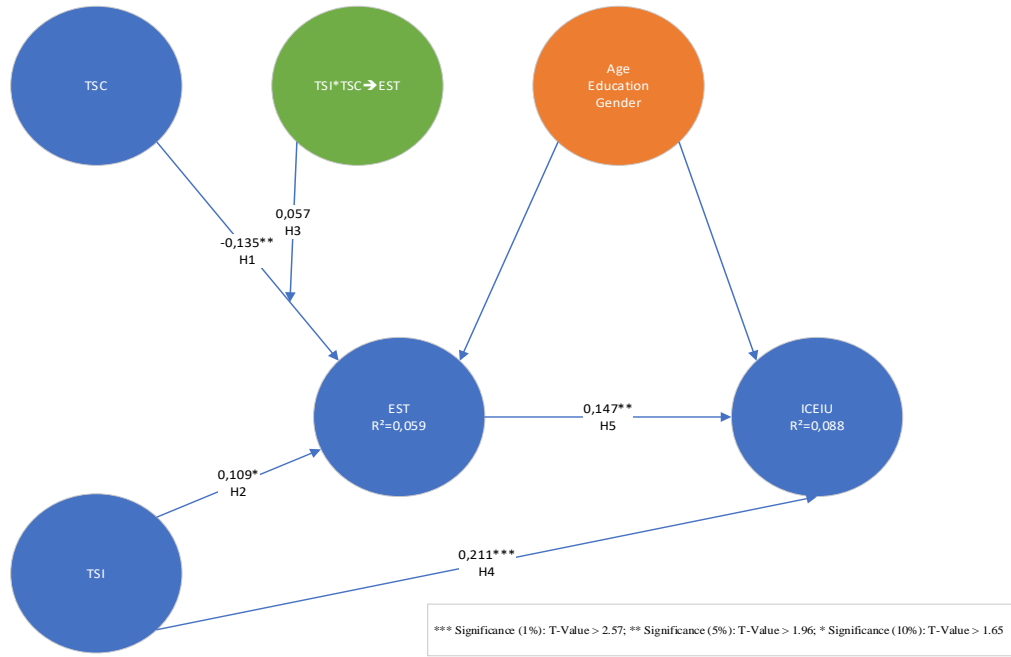 TSC
TSI*TSC➔EST
Age
Education
Gender
0,057
H3
-0,135**
H1
EST
R²=0,059
0,147**
H5
ICEIU
R²=0,088
0,109*
H2
TSI
0,211***
H4
*** Significance (1%): T-Value > 2.57; ** Significance (5%): T-Value > 1.96; * Significance (10%): T-Value > 1.65